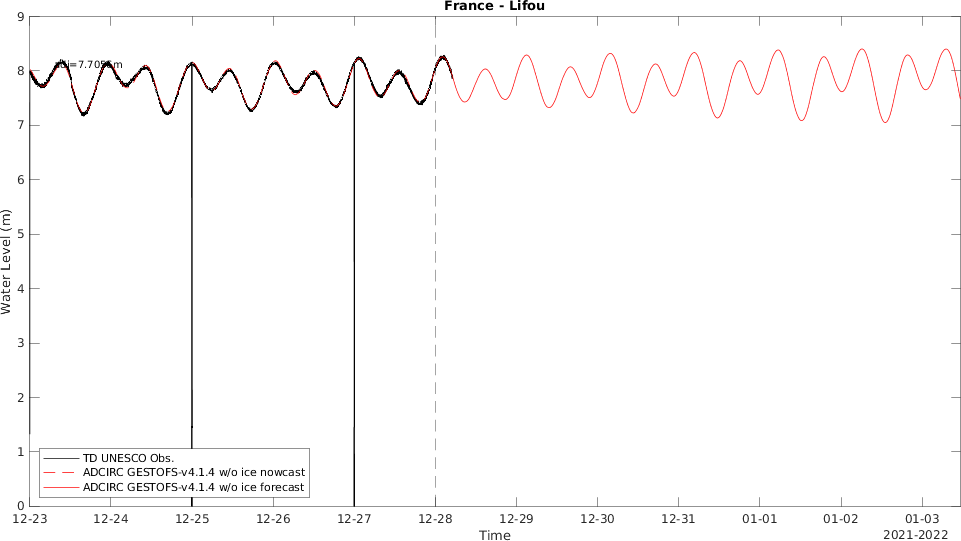 France - Lifou
9
8
7
6
5
4
3
2
1
0
Water Level (m)
TD UNESCO Obs.
ADCIRC GESTOFS-v4.1.4 w/o ice nowcast
ADCIRC GESTOFS-v4.1.4 w/o ice forecast
12-23 12-24 12-25 12-26 12-27 12-28 12-29 12-30 12-31 01-01 01-02 01-03
Time
2021-2022